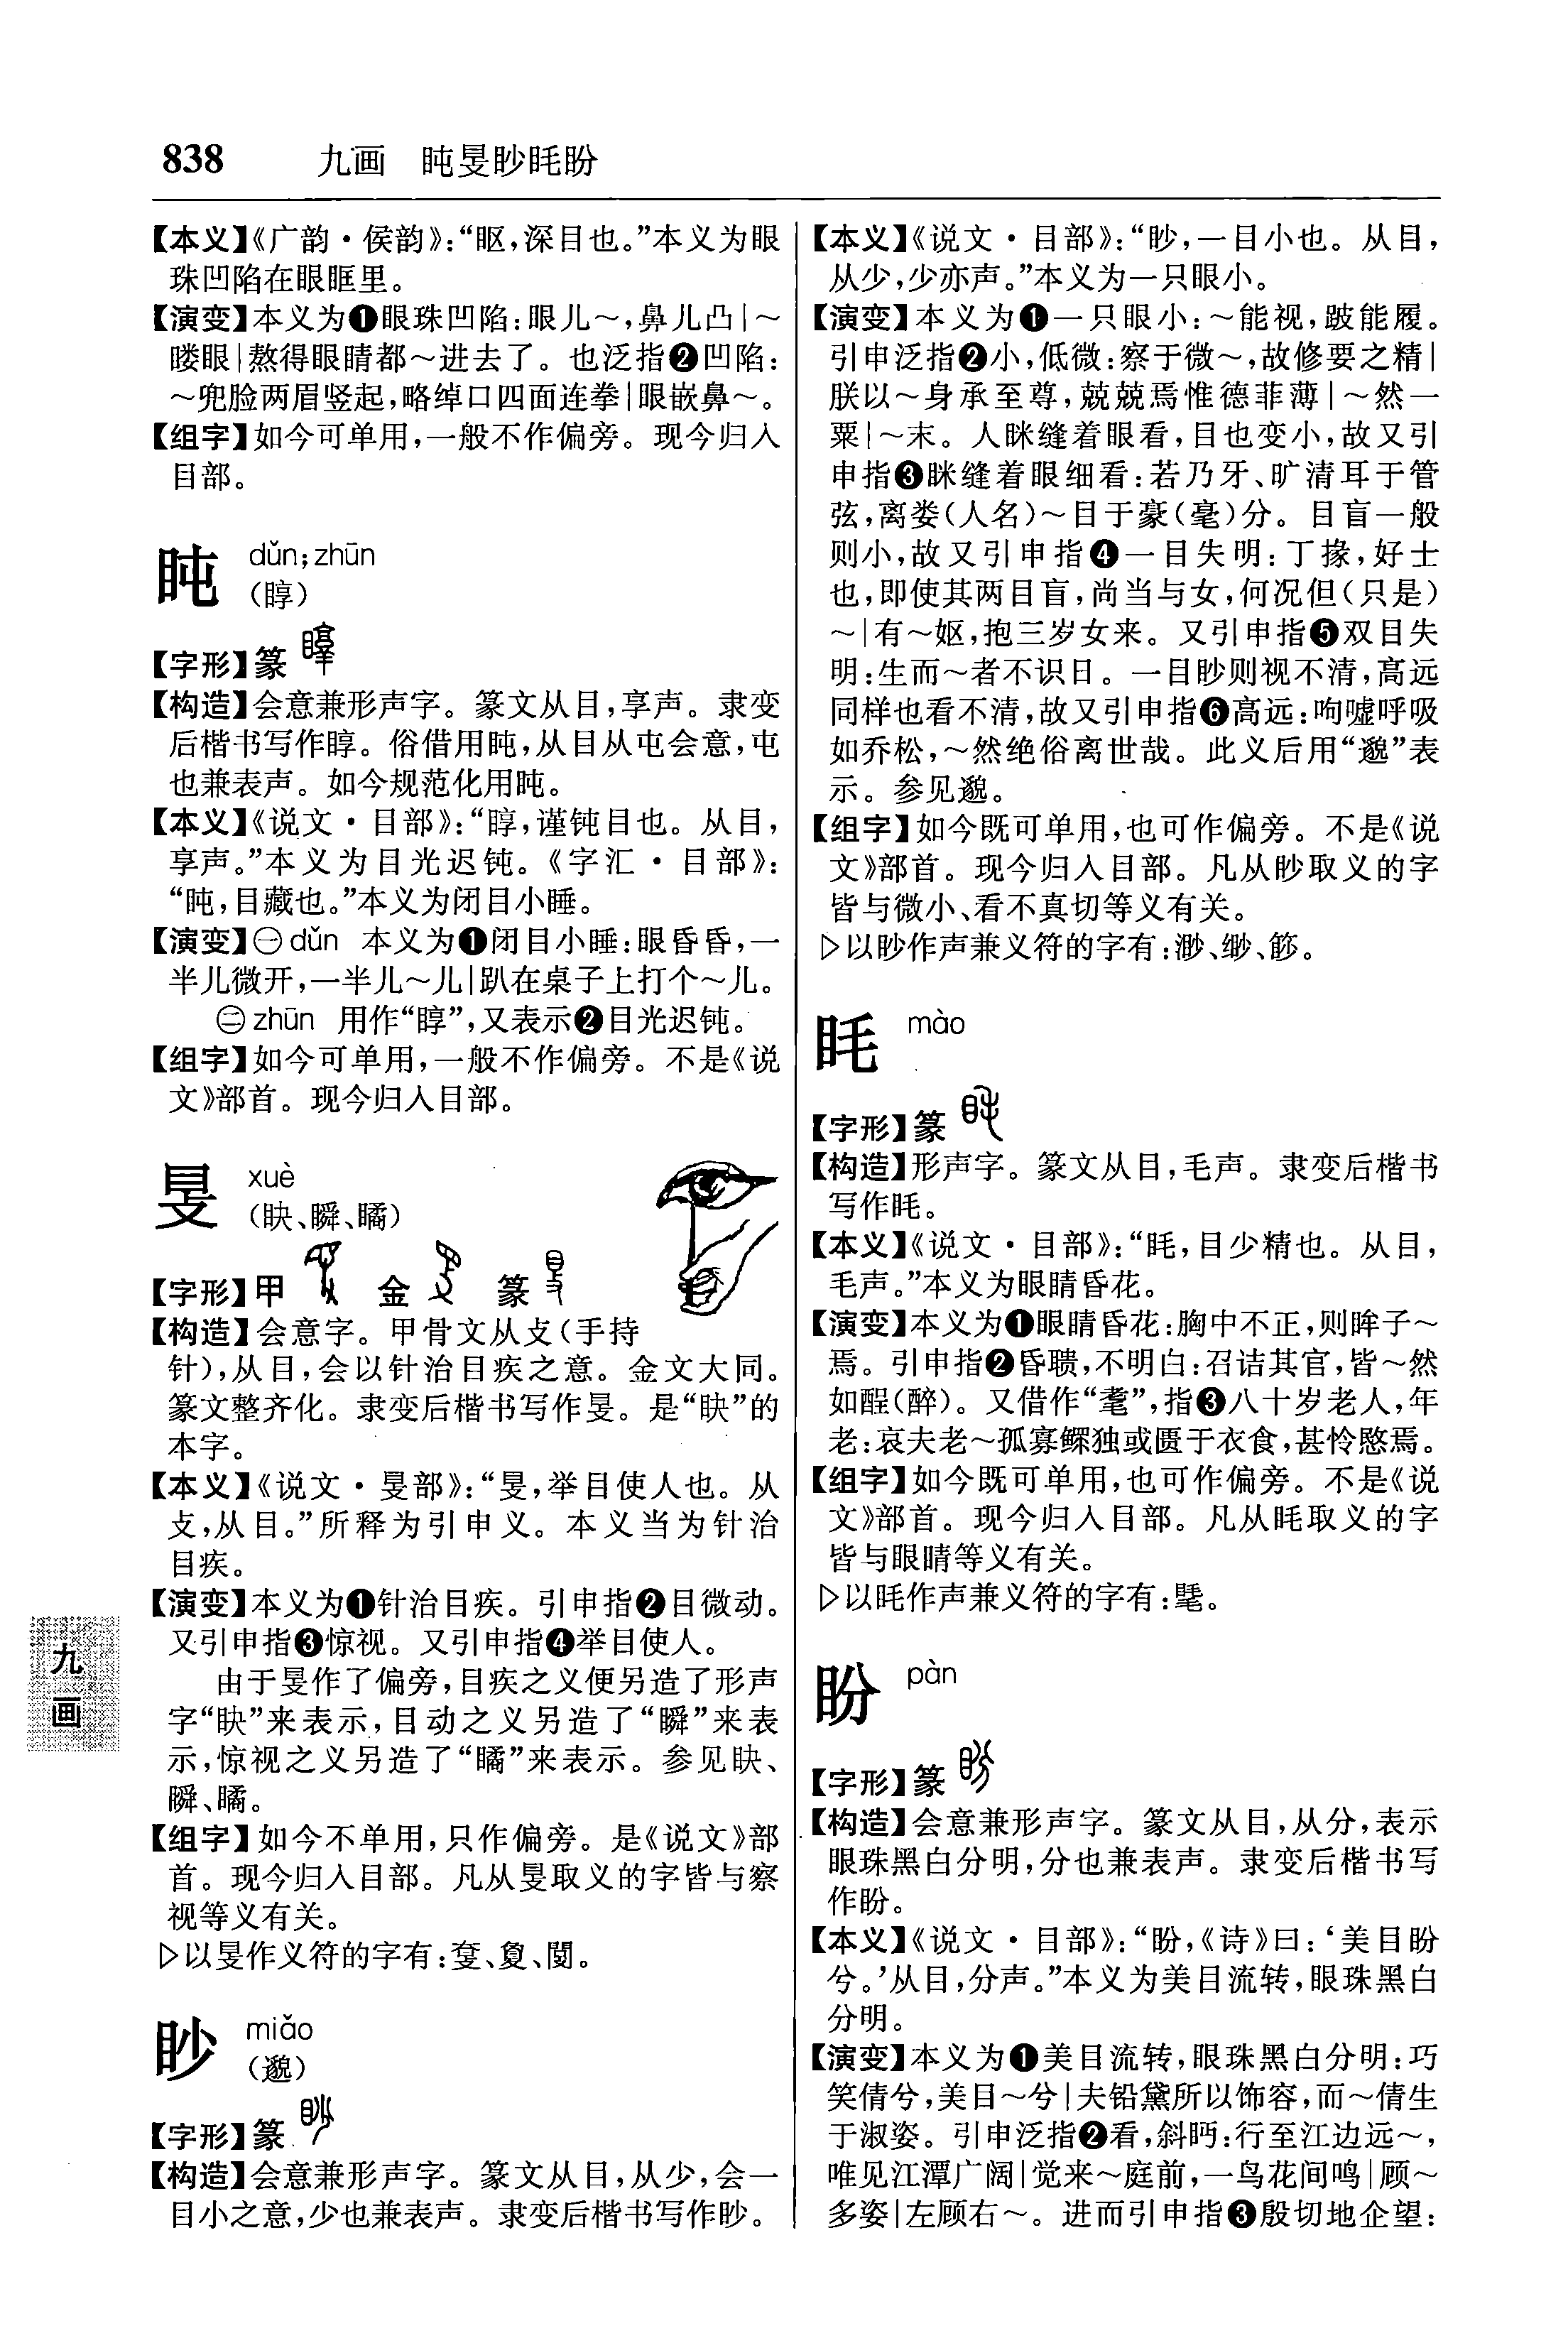 838 九画 盹旻眇眊盼
【本义】《广韵·侯韵》:“眍,深目也。”本义为眼
珠凹陷在眼眶里。
【演变】本义为❶眼珠凹陷:眼儿～,鼻儿凸|～
䁖眼|熬得眼睛都～进去了。也泛指❷凹陷:
～兜脸两眉竖起,略绰口四面连拳|眼嵌鼻～。
【组字】如今可单用,一般不作偏旁。现今归入
目部。
盹 dǔn;zhūn
(瞕)
【字形】篆
【构造】会意兼形声字。篆文从目,享声。隶变
后楷书写作啍。俗借用盹,从目从屯会意,屯
也兼表声。如今规范化用盹。
【本义】《说文·目部》:“𥇜,谨钝目也。从目,
享声。”本义为目光迟钝。《字汇·目部》:
“盹,目藏也。”本义为闭目小睡。
【演变】㊀dǔn 本义为❶闭目小睡:眼昏昏,一
半儿微开,一半儿～儿|趴在桌子上打个～儿。
㊁zhūn 用作“𥇜”,又表示❷目光迟钝。
【组字】如今可单用,一般不作偏旁。不是《说
文》部首。现今归入目部。
𥄎 xuè
(眣、瞬、瞲)
【字形】甲 金 篆
【构造】会意字。甲骨文从攴(手持
针),从目,会以针治目疾之意。金文大同。
篆文整齐化。隶变后楷书写作𥄎。是“眣”的
本字。
【本义】《说文·𥄎部》:“𥄎,举目使人也。从
攴,从目。”所释为引申义。本义当为针治
目疾。
【演变】本义为❶针治目疾。引申指❷目微动。
又引申指❸惊视。又引申指❹举目使人。
由于𥄎作了偏旁,目疾之义便另造了形声
字“眣”来表示,目动之义另造了“瞬”来表
示,惊视之义另造了“瞲”来表示。参见眣、
瞬、瞲。
【组字】如今不单用,只作偏旁。是《说文》部
首。现今归入目部。凡从𥄎取义的字皆与察
视等义有关。
▷以𥄎作义符的字有:夐、敻、阌。
眇 miǎo
(邈)
【字形】篆
【构造】会意兼形声字。篆文从目,从少,会一
目小之意,少也兼表声。隶变后楷书写作眇。
【本义】《说文·目部》:“眇,一目小也。从目,
从少,少亦声。”本义为一只眼小。
【演变】本义为❶一只眼小:～能视,跛能履。
引申泛指❷小,低微:察于微～,故修要之精|
朕以～身承至尊,兢兢焉惟德菲薄|～然一
粟|～末。人眯缝着眼看,目也变小,故又引
申指❸眯缝着眼细看:若乃牙、旷清耳于管
弦,离娄(人名)～目于豪(毫)分。目盲一般
则小,故又引申指❹一目失明:丁掾,好士
也,即使其两目盲,尚当与女,何况但(只是)
～|有～妪,抱三岁女来。又引申指❺双目失
明:生而～者不识日。一目眇则视不清,高远
同样也看不清,故又引申指❻高远:呴嘘呼吸
如乔松,～然绝俗离世哉。此义后用“邈”表
示。参见邈。
【组字】如今既可单用,也可作偏旁。不是《说
文》部首。现今归入目部。凡从眇取义的字
皆与微小、看不真切等义有关。
▷以眇作声兼义符的字有:渺、缈、篎。
眊 mào
【字形】篆
【构造】形声字。篆文从目,毛声。隶变后楷书
写作眊。
【本义】《说文·目部》:“眊,目少精也。从目,
毛声。”本义为眼睛昏花。
【演变】本义为❶眼睛昏花:胸中不正,则眸子～
焉。引申指❷昏聩,不明白:召诘其官,皆～然
如酲(醉)。又借作“耄”,指❸八十岁老人,年
老:哀夫老～孤寡鳏独或匮于衣食,甚怜愍焉。
【组字】如今既可单用,也可作偏旁。不是《说
文》部首。现今归入目部。凡从眊取义的字
皆与眼睛等义有关。
▷以眊作声兼义符的字有:毷。
盼 pàn
【字形】篆
【构造】会意兼形声字。篆文从目,从分,表示
眼珠黑白分明,分也兼表声。隶变后楷书写
作盼。
【本义】《说文·目部》:“盼,《诗》曰:‘美目盼
兮。’从目,分声。”本义为美目流转,眼珠黑白
分明。
【演变】本义为❶美目流转,眼珠黑白分明:巧
笑倩兮,美目～兮|夫铅黛所以饰容,而～倩生
于淑姿。引申泛指❷看,斜眄:行至江边远～,
唯见江潭广阔|觉来～庭前,一鸟花间鸣|顾～
多姿|左顾右～。进而引申指❸殷切地企望:
九
画